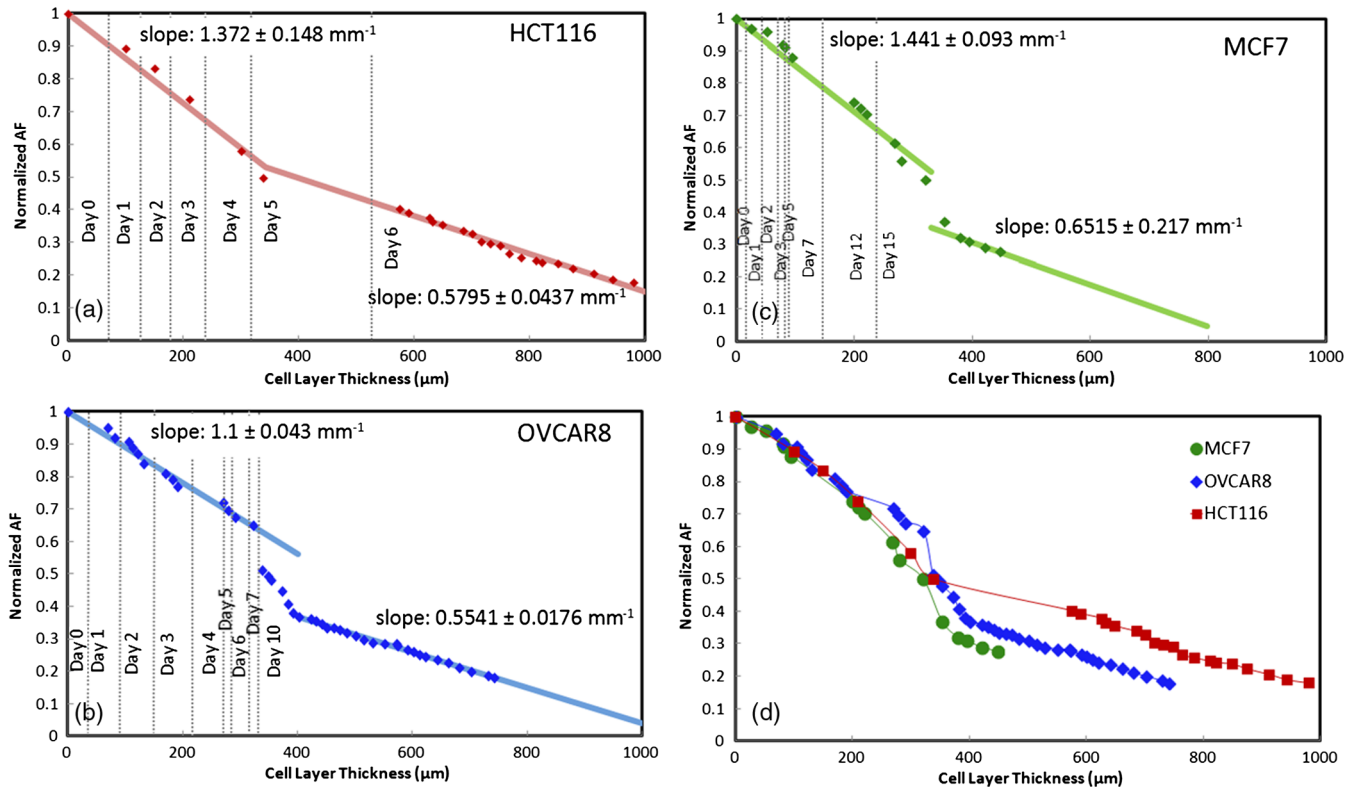 HCT116
slope: 1.372 ± 0.148 mm-1
slope: 0.5795 ± 0.0437 mm-1
(a)
Normalized AF
1
0.9
0.8
0.7
0.6
0.5
0.4
0.3
0.2
0.1
0
Day 0
Day 1
Day 2
Day 3
Day 4
Day 5
Day 6
0
200
400
600
800
1000
Cell Layer Thickness (μm)
MCF7
slope: 1.441 ± 0.093 mm-1
slope: 0.6515 ± 0.217 mm-1
(c)
Normalized AF
1
0.9
0.8
0.7
0.6
0.5
0.4
0.3
0.2
0.1
0
Day 0
Day 1
Day 2
Day 3
Day 5
Day 7
Day 12
Day 15
0
200
400
600
800
1000
Cell Lyer Thickness (μm)
OVCAR8
slope: 1.1 ± 0.043 mm-1
slope: 0.5541 ± 0.0176 mm-1
(b)
Normalized AF
1
0.9
0.8
0.7
0.6
0.5
0.4
0.3
0.2
0.1
0
Day 0
Day 1
Day 2
Day 3
Day 4
Day 5
Day 6
Day 7
Day 10
0
200
400
600
800
1000
Cell Layer Thickness (μm)
MCF7
OVCAR8
HCT116
(d)
Normalized AF
1
0.9
0.8
0.7
0.6
0.5
0.4
0.3
0.2
0.1
0
0
200
400
600
800
1000
Cell Layer Thickness (μm)